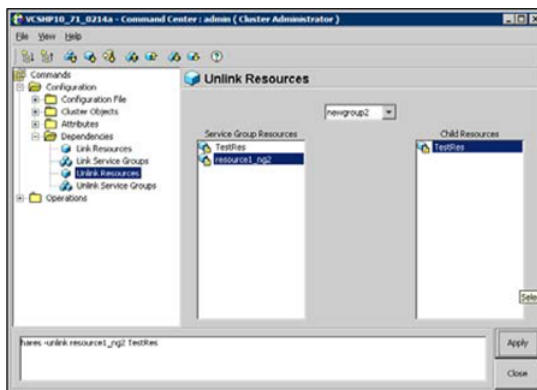 VCSHP10_71_0214a - Command Center : admin ( Cluster Administrator )
File View Help
Commands
Configuration
Configuration File
Cluster Objects
Attributes
Dependencies
Link Resources
Link Service Groups
Unlink Resources
Unlink Service Groups
Operations
Unlink Resources
newgroup2
Service Group Resources
TestRes
resource1_ng2
Child Resources
TestRes
Sele
hares -unlink resource1_ng2 TestRes
Apply
Close